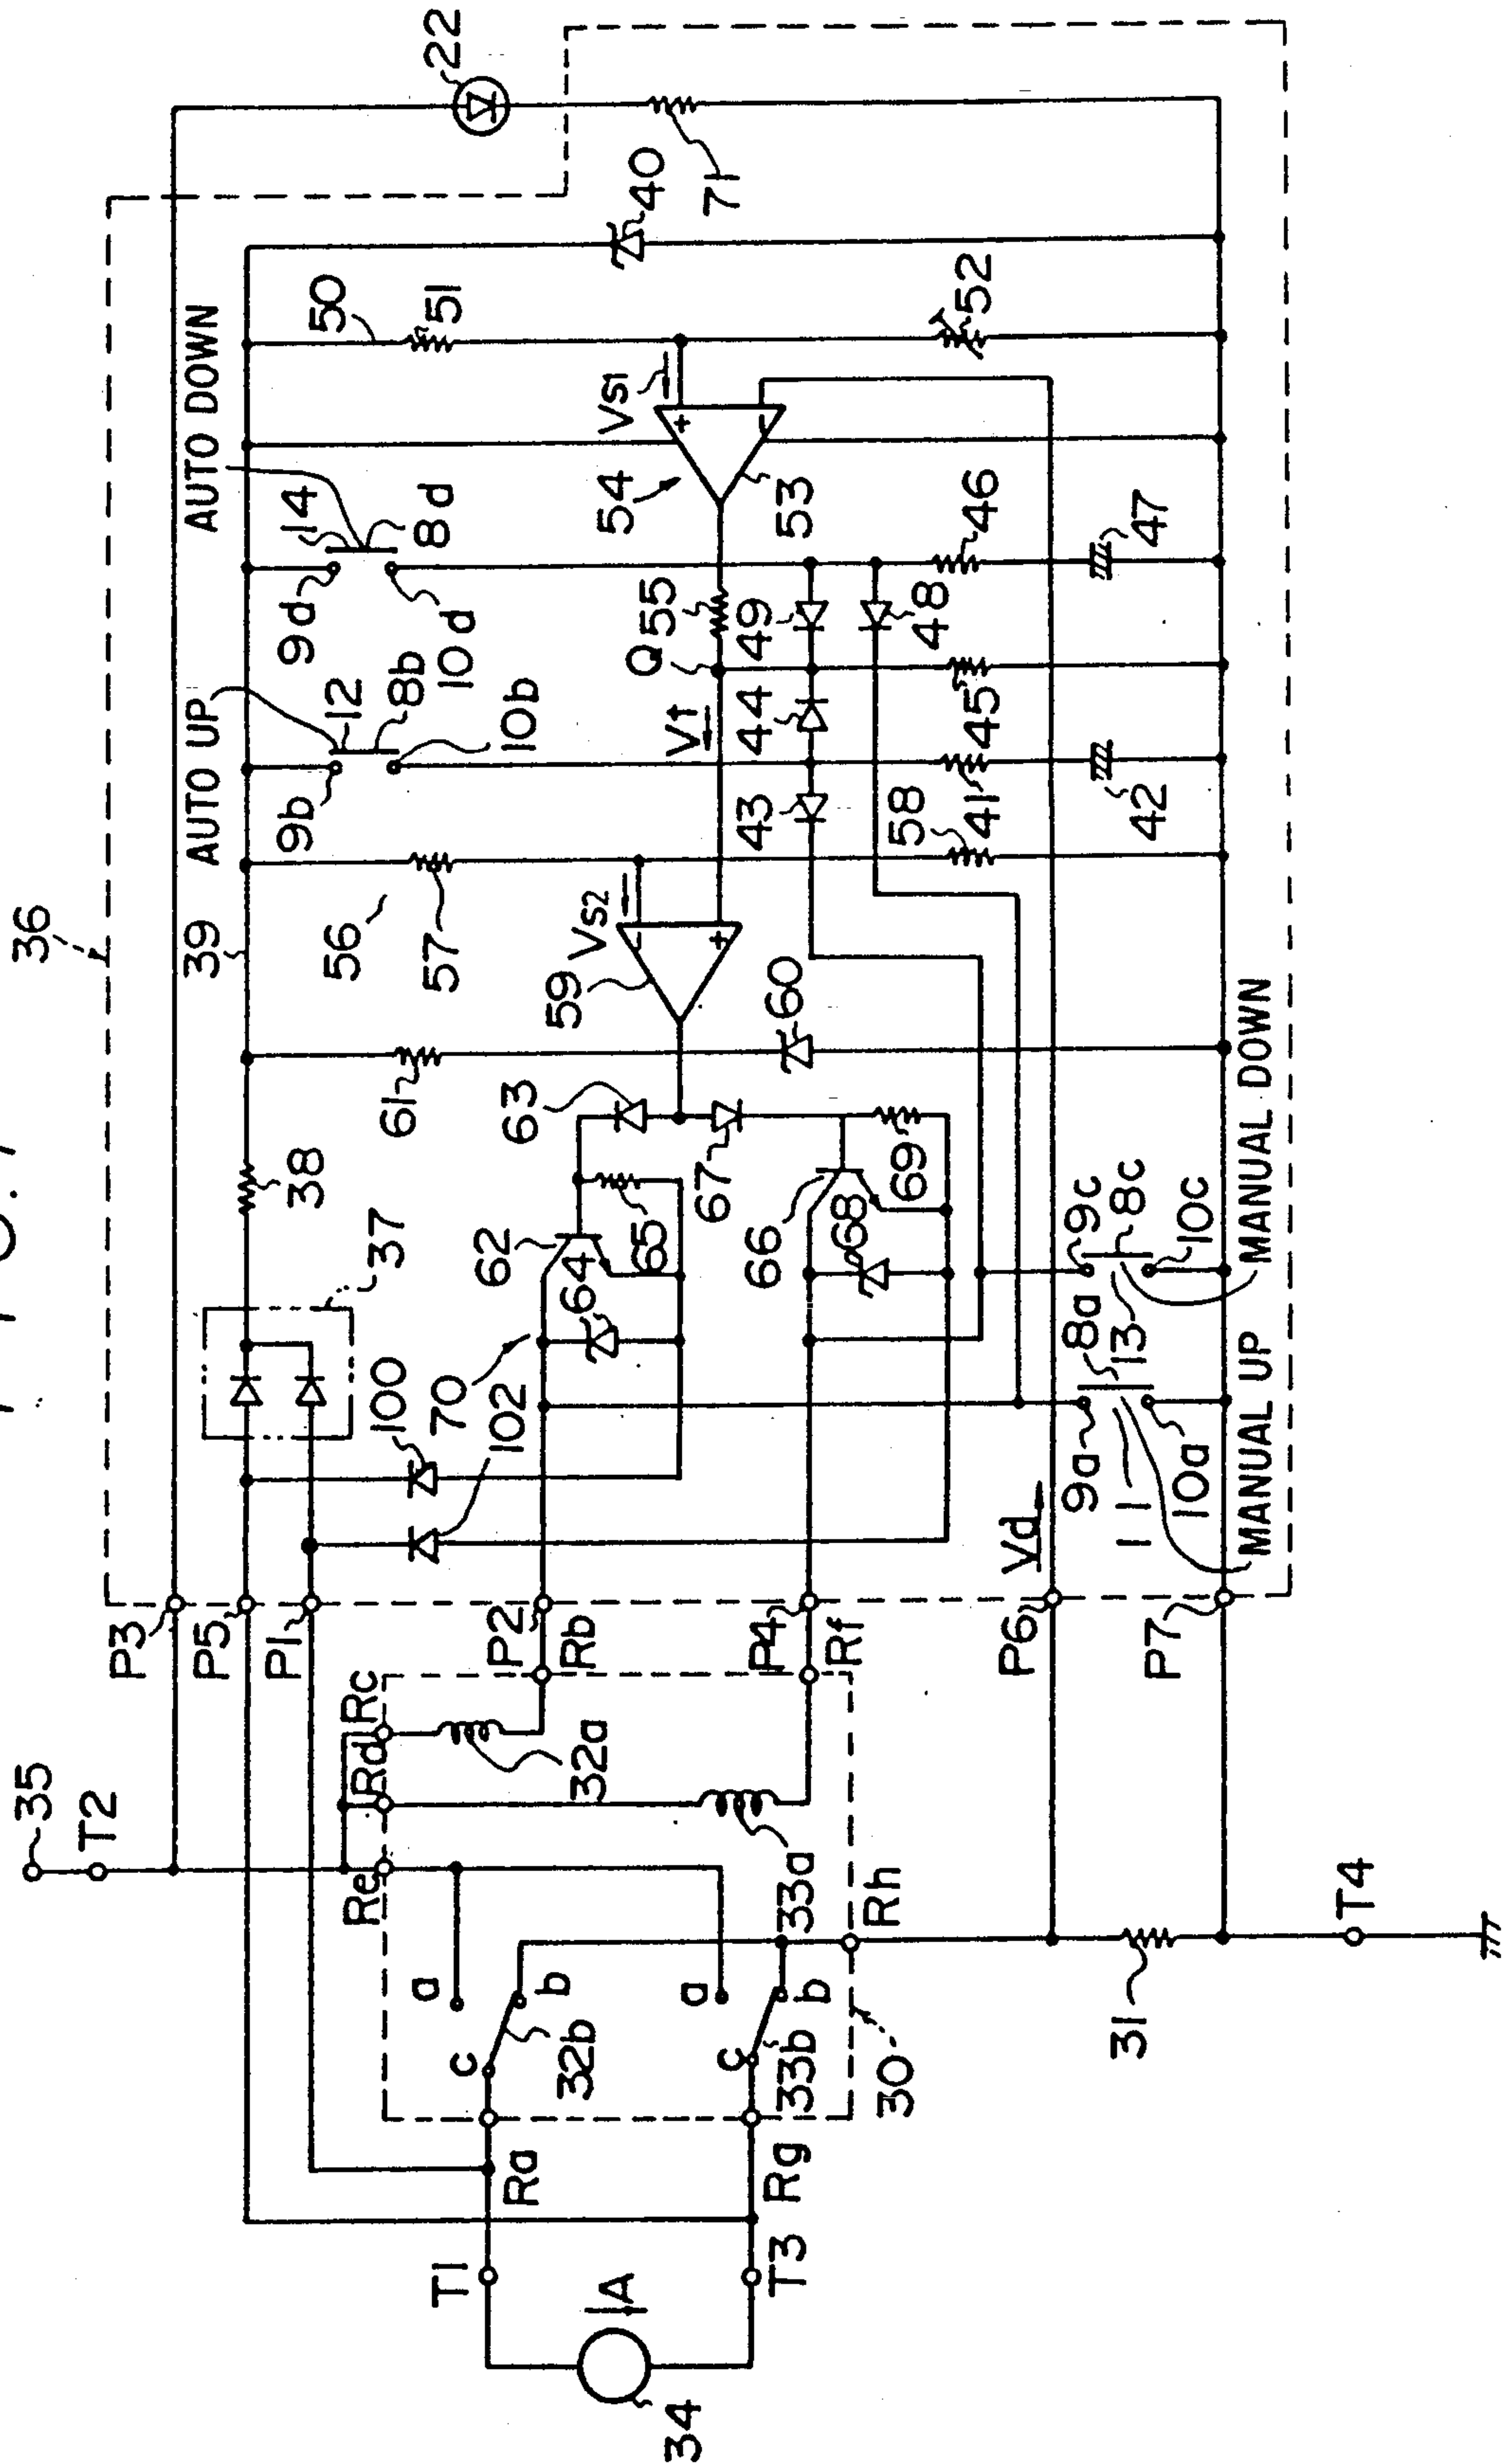 36
39
AUTO UP
AUTO DOWN
22
P3
P5
P1
37
38
61
56
57
9b
12
8b
10b
9d
14
8d
10d
50
51
40
71
35
T2
100
70
102
62
64
65
63
59
Vs2
60
54
Vs1
53
52
Q
55
V1
43
44
49
48
58
41
42
45
46
47
67
66
68
69
P2
Rb
P4
Rf
Rc
Rd
Re
32a
33a
Rh
a
b
c
32b
a
b
c
33b
30
Ra
Rg
T1
T3
A
34
31
T4
P6
P7
Vd
9a
11
10a
8a
13
9c
8c
10c
MANUAL UP
MANUAL DOWN